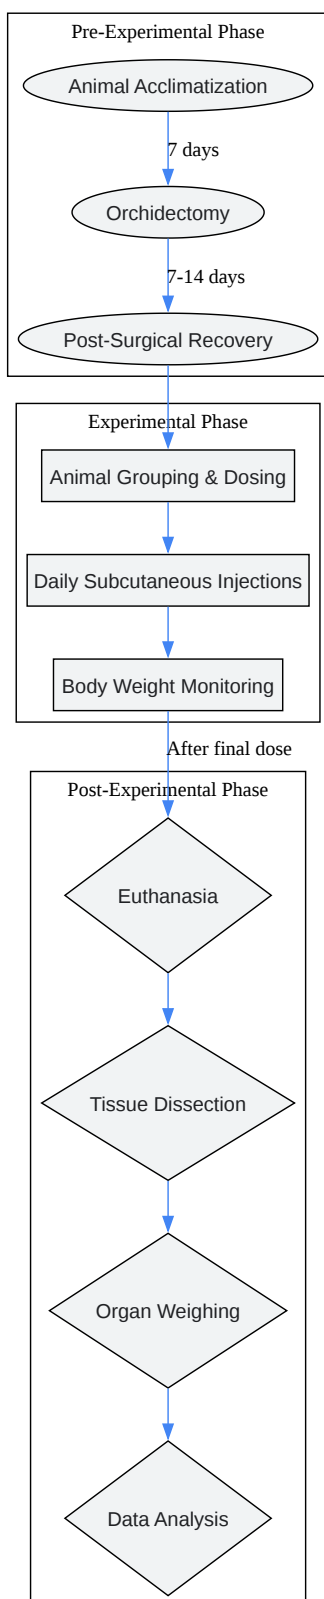 Pre-Experimental Phase
Animal Acclimatization
7 days
Orchidectomy
7-14 days
Post-Surgical Recovery
Experimental Phase
Animal Grouping & Dosing
Daily Subcutaneous Injections
Body Weight Monitoring
After final dose
Post-Experimental Phase
Euthanasia
Tissue Dissection
Organ Weighing
Data Analysis